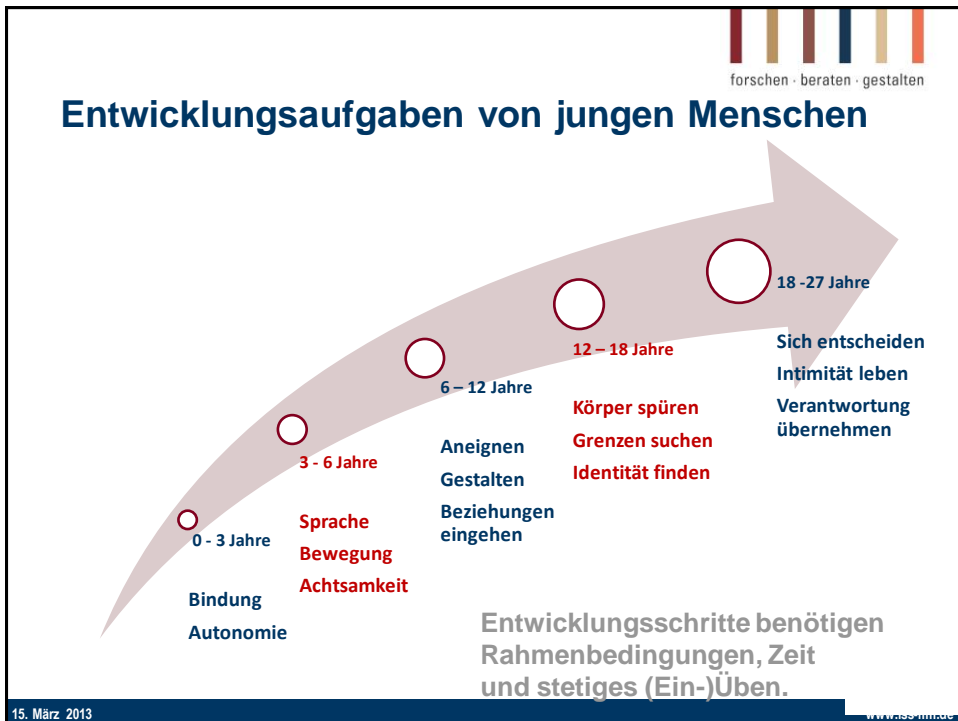 forschen · beraten · gestalten
Entwicklungsaufgaben von jungen Menschen
0 - 3 Jahre
Bindung
Autonomie
3 - 6 Jahre
Sprache
Bewegung
Achtsamkeit
6 – 12 Jahre
Aneignen
Gestalten
Beziehungen
eingehen
12 – 18 Jahre
Körper spüren
Grenzen suchen
Identität finden
18 -27 Jahre
Sich entscheiden
Intimität leben
Verantwortung
übernehmen
Entwicklungsschritte benötigen
Rahmenbedingungen, Zeit
und stetiges (Ein-)Üben.
15. März 2013